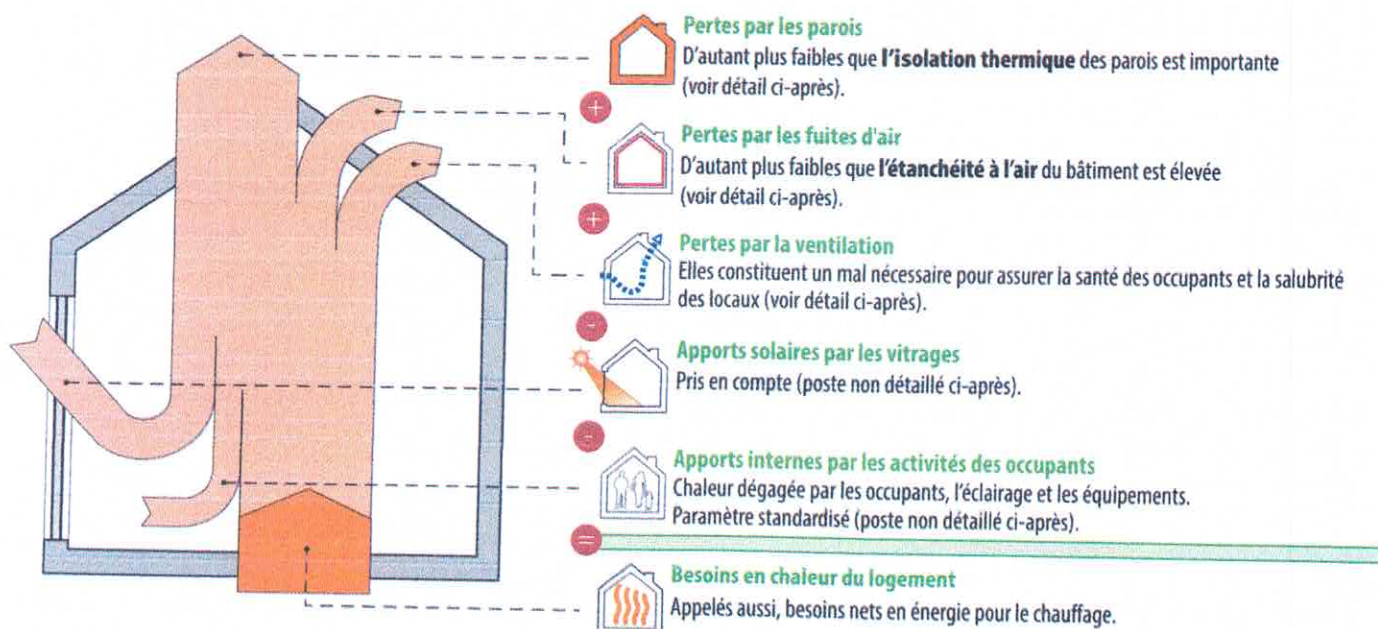 Pertes par les parois
D'autant plus faibles que l'isolation thermique des parois est importante
(voir détail ci-après).
+
Pertes par les fuites d'air
D'autant plus faibles que l'étanchéité à l'air du bâtiment est élevée
(voir détail ci-après).
+
Pertes par la ventilation
Elles constituent un mal nécessaire pour assurer la santé des occupants et la salubrité
des locaux (voir détail ci-après).
-
Apports solaires par les vitrages
Pris en compte (poste non détaillé ci-après).
-
Apports internes par les activités des occupants
Chaleur dégagée par les occupants, l'éclairage et les équipements.
Paramètre standardisé (poste non détaillé ci-après).
=
Besoins en chaleur du logement
Appelés aussi, besoins nets en énergie pour le chauffage.